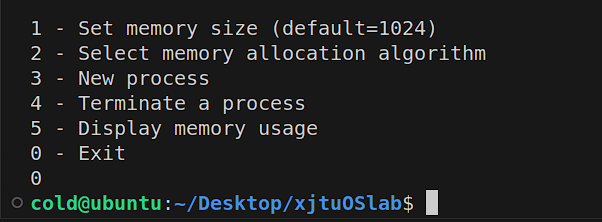 1 - Set memory size (default=1024)
2 - Select memory allocation algorithm
3 - New process
4 - Terminate a process
5 - Display memory usage
0 - Exit
0
cold@ubuntu:~/Desktop/xjtuOSlab$